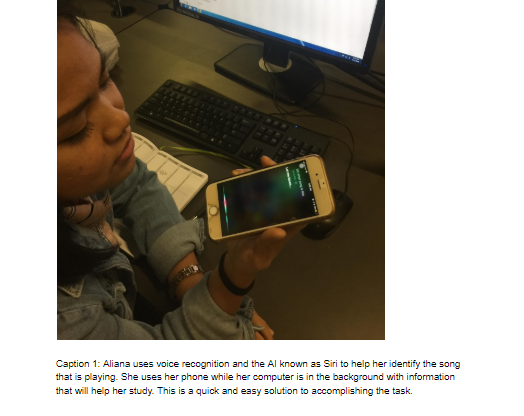 Caption 1: Aliana uses voice recognition and the AI known as Siri to help her identify the song
that is playing. She uses her phone while her computer is in the background with information
that will help her study. This is a quick and easy solution to accomplishing the task.